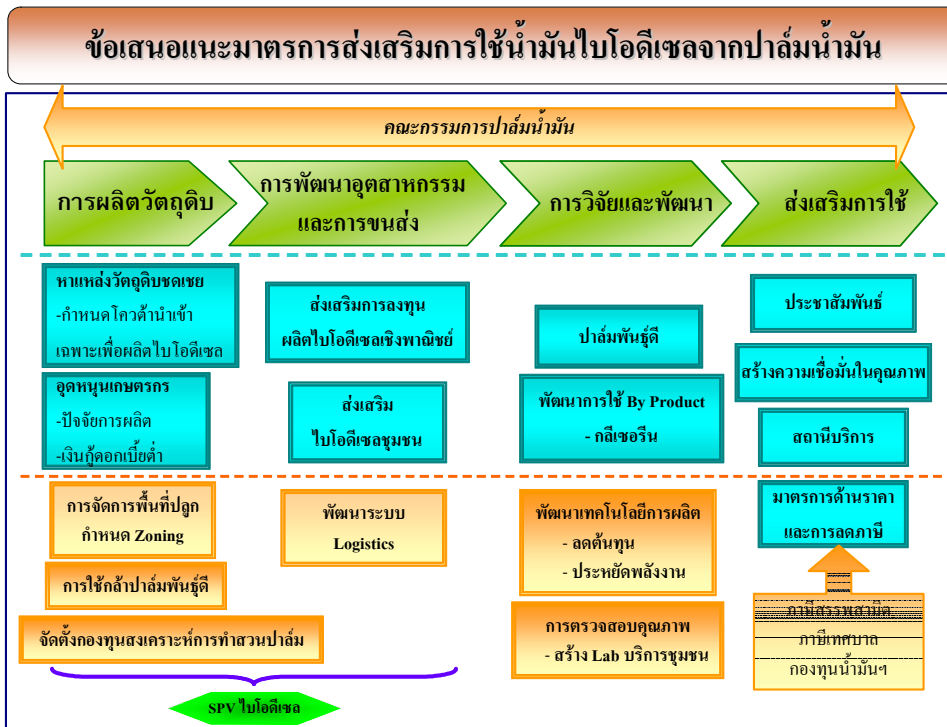 ข้อเสนอแนะมาตรการส่งเสริมการใช้น้ำมันไบโอดีเซลจากปาล์มน้ำมัน
คณะกรรมการปาล์มน้ำมัน
การผลิตวัตถุดิบ
การพัฒนาอุตสาหกรรม
และการขนส่ง
การวิจัยและพัฒนา
ส่งเสริมการใช้
หาแหล่งวัตถุดิบชดเชย
-กำหนดโควต้านำเข้า
เฉพาะเพื่อผลิตไบโอดีเซล
อุดหนุนเกษตรกร
-ปัจจัยการผลิต
-เงินกู้ดอกเบี้ยต่ำ
การจัดการพื้นที่ปลูก
กำหนด Zoning
การใช้กล้าปาล์มพันธุ์ดี
จัดตั้งกองทุนสงเคราะห์การทำสวนปาล์ม
ส่งเสริมการลงทุน
ผลิตไบโอดีเซลเชิงพาณิชย์
ส่งเสริม
ไบโอดีเซลชุมชน
พัฒนาระบบ
Logistics
SPV ไบโอดีเซล
ปาล์มพันธุ์ดี
พัฒนาการใช้ By Product
- กลีเซอรีน
พัฒนาเทคโนโลยีการผลิต
- ลดต้นทุน
- ประหยัดพลังงาน
การตรวจสอบคุณภาพ
- สร้าง Lab บริการชุมชน
ประชาสัมพันธ์
สร้างความเชื่อมั่นในคุณภาพ
สถานีบริการ
มาตรการด้านราคา
และการลดภาษี
ภาษีสรรพสามิต
ภาษีเทศบาล
กองทุนน้ำมันฯ